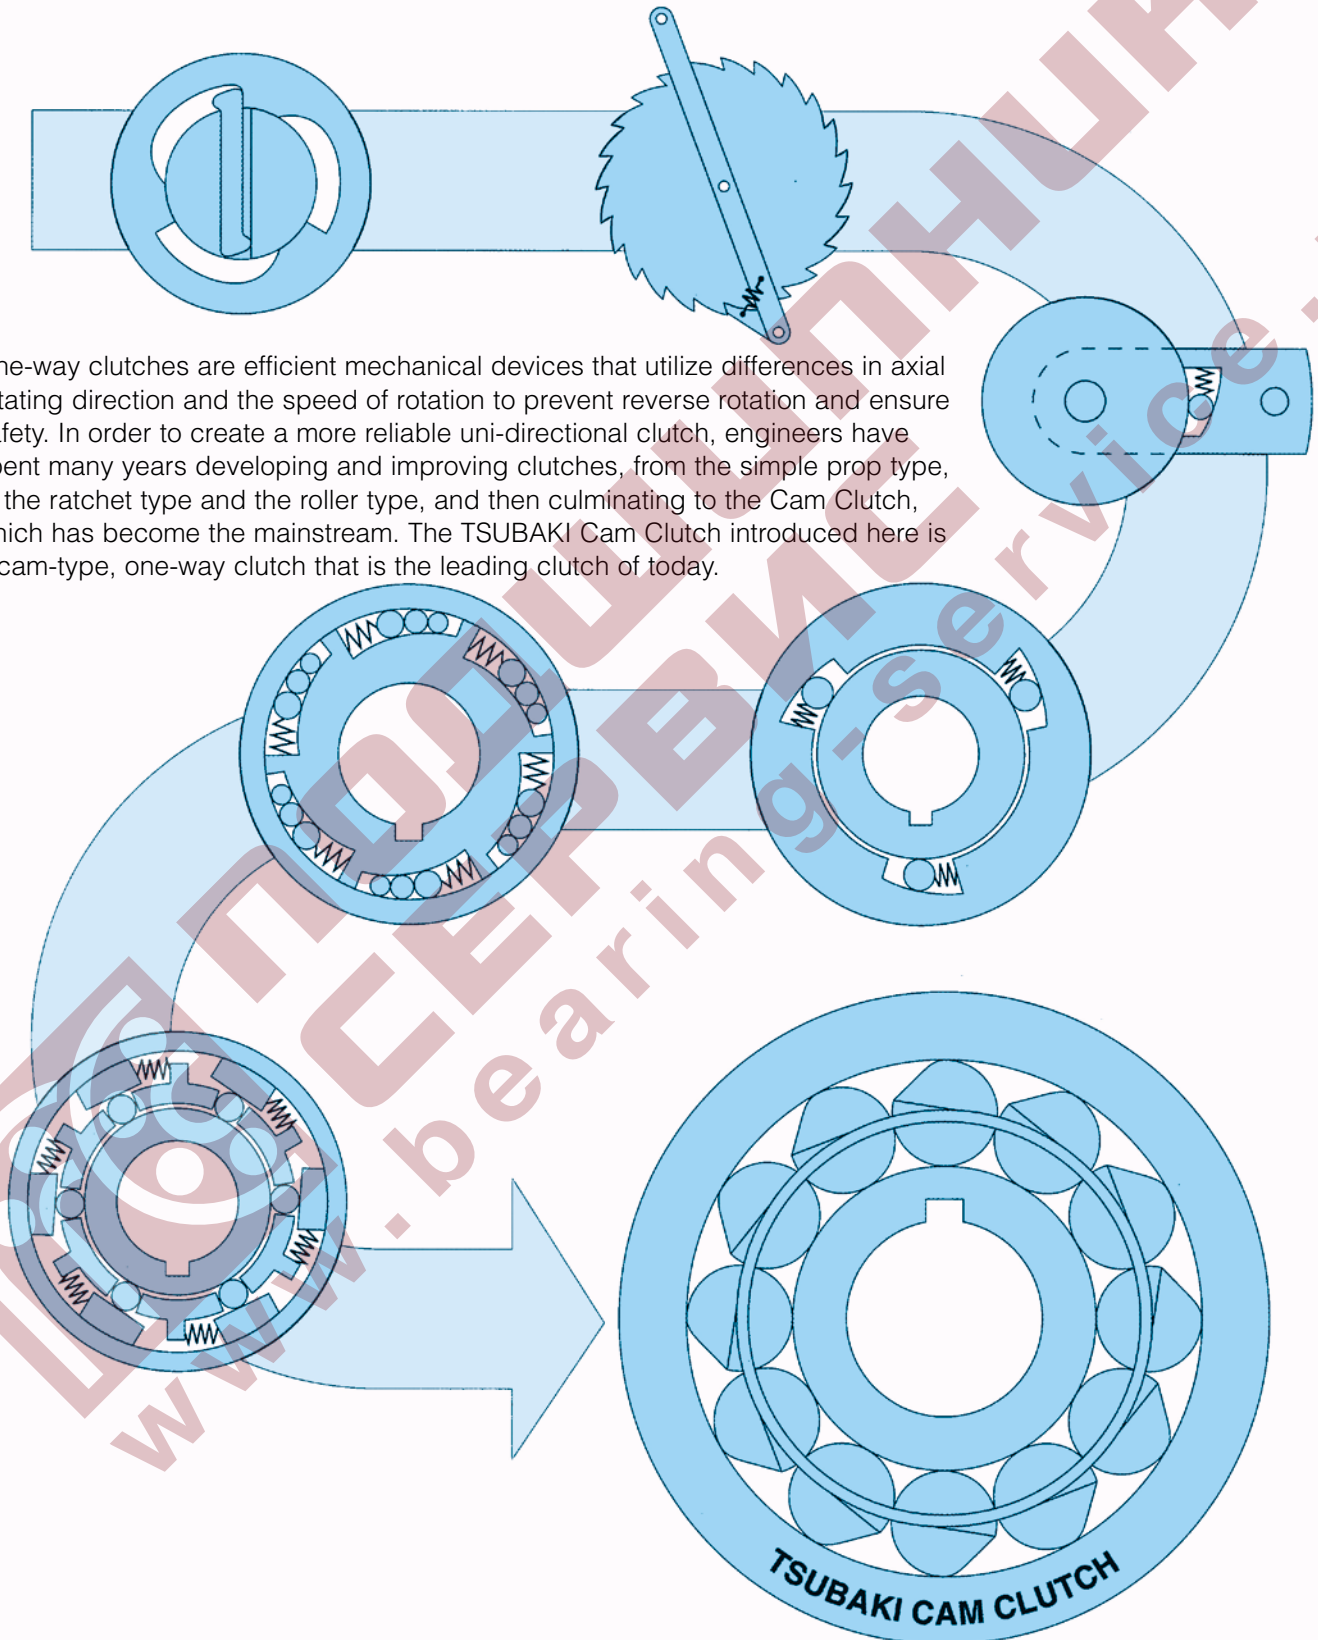 ne-way clutches are efficient mechanical devices that utilize differences in axial
tating direction and the speed of rotation to prevent reverse rotation and ensure
afety. In order to create a more reliable uni-directional clutch, engineers have
pent many years developing and improving clutches, from the simple prop type,
the ratchet type and the roller type, and then culminating to the Cam Clutch,
hich has become the mainstream. The TSUBAKI Cam Clutch introduced here is
cam-type, one-way clutch that is the leading clutch of today.
ПОДШИПНИК
СЕРВИС
www.bearing-service.
TSUBAKI CAM CLUTCH